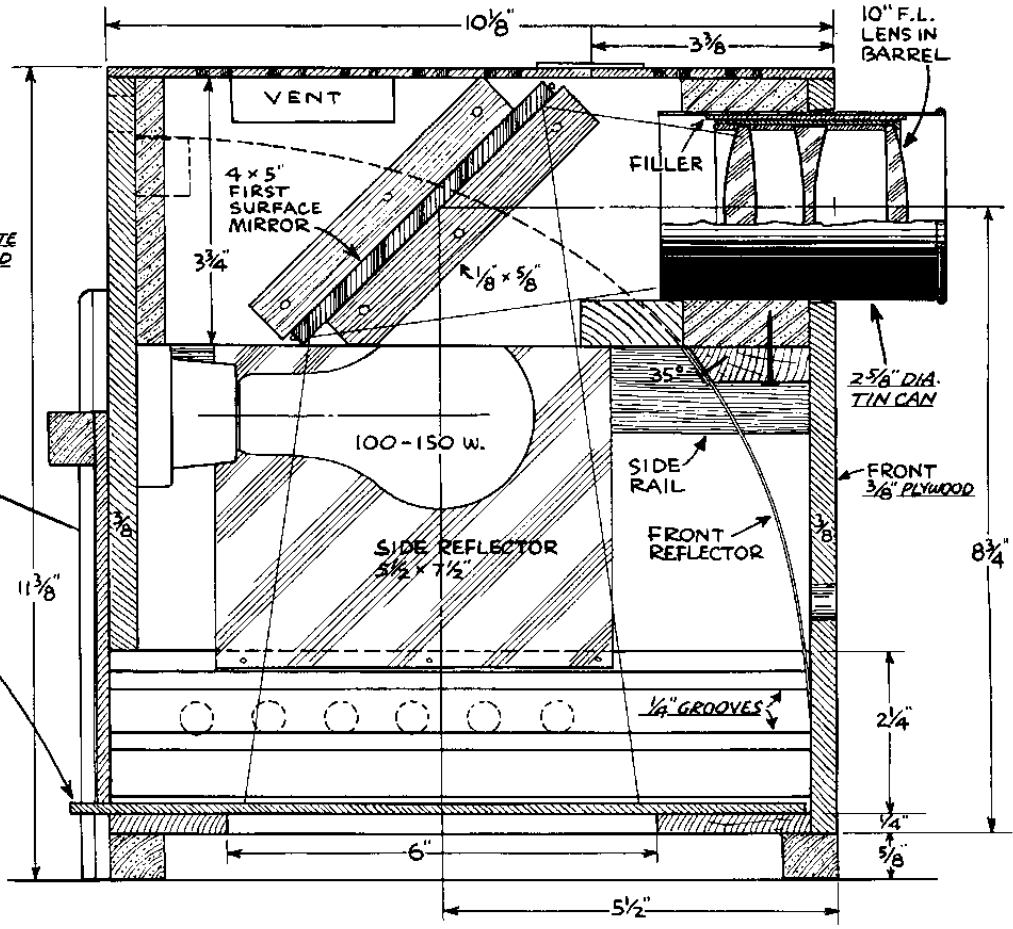 10⅛"
3⅜"
10" F.L.
LENS IN
BARREL
VENT
FILLER
4 × 5"
FIRST
SURFACE
MIRROR
3¾"
⅛ × ⅝"
35°
2⅝" DIA.
TIN CAN
100-150 W.
SIDE
RAIL
FRONT
⅜" PLYWOOD
⅜
⅜
FRONT
REFLECTOR
SIDE REFLECTOR
5½ × 7½"
8¾"
11⅜"
¼" GROOVES
2¼"
¼"
⅝"
6"
5½"